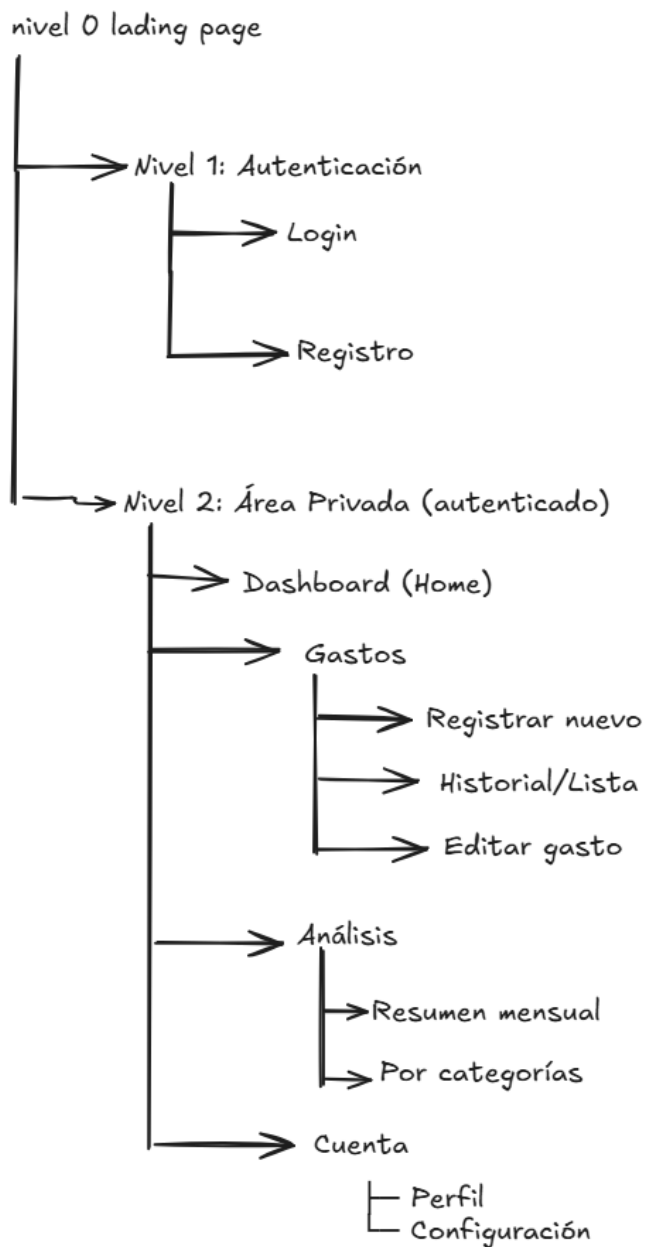 nivel 0 lading page
Nivel 1: Autenticación
Login
Registro
Nivel 2: Área Privada (autenticado)
Dashboard (Home)
Gastos
Registrar nuevo
Historial/Lista
Editar gasto
Análisis
Resumen mensual
Por categorías
Cuenta
Perfil
Configuración